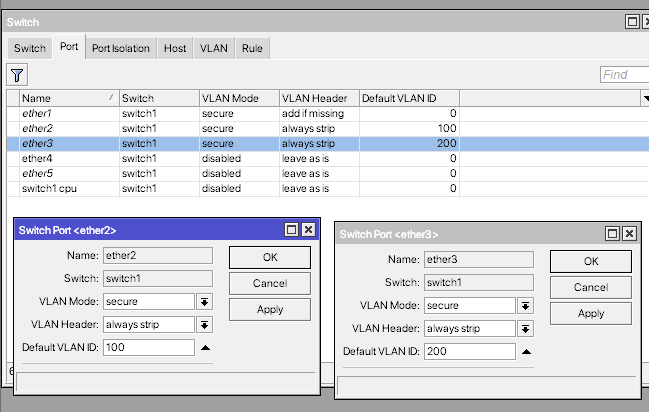 Switch
Switch Port Port Isolation Host VLAN Rule
Find
Name Switch VLAN Mode VLAN Header Default VLAN ID
ether1 switch1 secure add if missing 0
ether2 switch1 secure always strip 100
ether3 switch1 secure always strip 200
ether4 switch1 disabled leave as is 0
ether5 switch1 disabled leave as is 0
switch1 cpu switch1 disabled leave as is 0
Switch Port <ether2>
Name: ether2 OK
Switch: switch1 Cancel
VLAN Mode: secure Apply
VLAN Header: always strip
Default VLAN ID: 100
Switch Port <ether3>
Name: ether3 OK
Switch: switch1 Cancel
VLAN Mode: secure Apply
VLAN Header: always strip
Default VLAN ID: 200